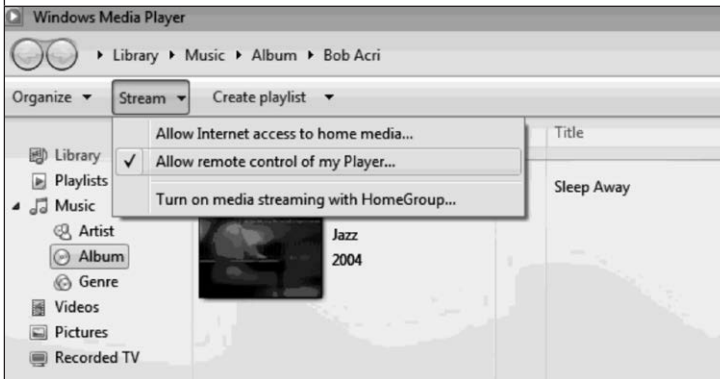 Windows Media Player
Library Music Album Bob Acri
Organize Stream Create playlist
Allow Internet access to home media...
Allow remote control of my Player...
Turn on media streaming with HomeGroup...
Title
Library
Playlists
Music
Artist
Album
Genre
Videos
Pictures
Recorded TV
Jazz
2004
Sleep Away